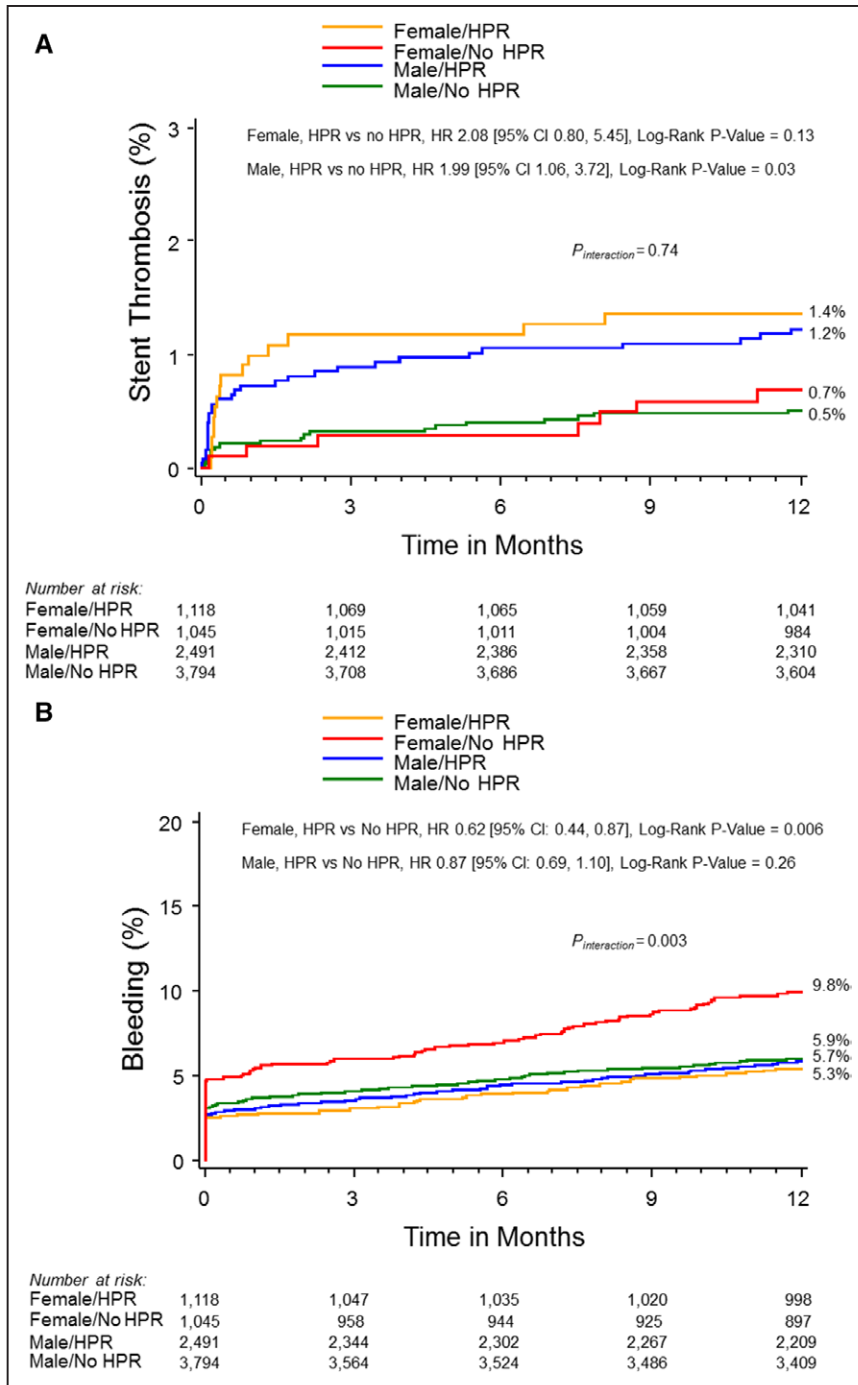 A
Female/HPR
Female/No HPR
Male/HPR
Male/No HPR
Female, HPR vs no HPR, HR 2.08 [95% CI 0.80, 5.45], Log-Rank P-Value = 0.13
Male, HPR vs no HPR, HR 1.99 [95% CI 1.06, 3.72], Log-Rank P-Value = 0.03
P interaction = 0.74
Stent Thrombosis (%)
3
2
1
0
1.4%
1.2%
0.7%
0.5%
0 3 6 9 12
Time in Months
Number at risk:
Female/HPR 1,118 1,069 1,065 1,059 1,041
Female/No HPR 1,045 1,015 1,011 1,004 984
Male/HPR 2,491 2,412 2,386 2,358 2,310
Male/No HPR 3,794 3,708 3,686 3,667 3,604
B
Female/HPR
Female/No HPR
Male/HPR
Male/No HPR
Female, HPR vs No HPR, HR 0.62 [95% CI: 0.44, 0.87], Log-Rank P-Value = 0.006
Male, HPR vs No HPR, HR 0.87 [95% CI: 0.69, 1.10], Log-Rank P-Value = 0.26
P interaction = 0.003
Bleeding (%)
20
15
10
5
0
9.8%
5.9%
5.7%
5.3%
0 3 6 9 12
Time in Months
Number at risk:
Female/HPR 1,118 1,047 1,035 1,020 998
Female/No HPR 1,045 958 944 925 897
Male/HPR 2,491 2,344 2,302 2,267 2,209
Male/No HPR 3,794 3,564 3,524 3,486 3,409